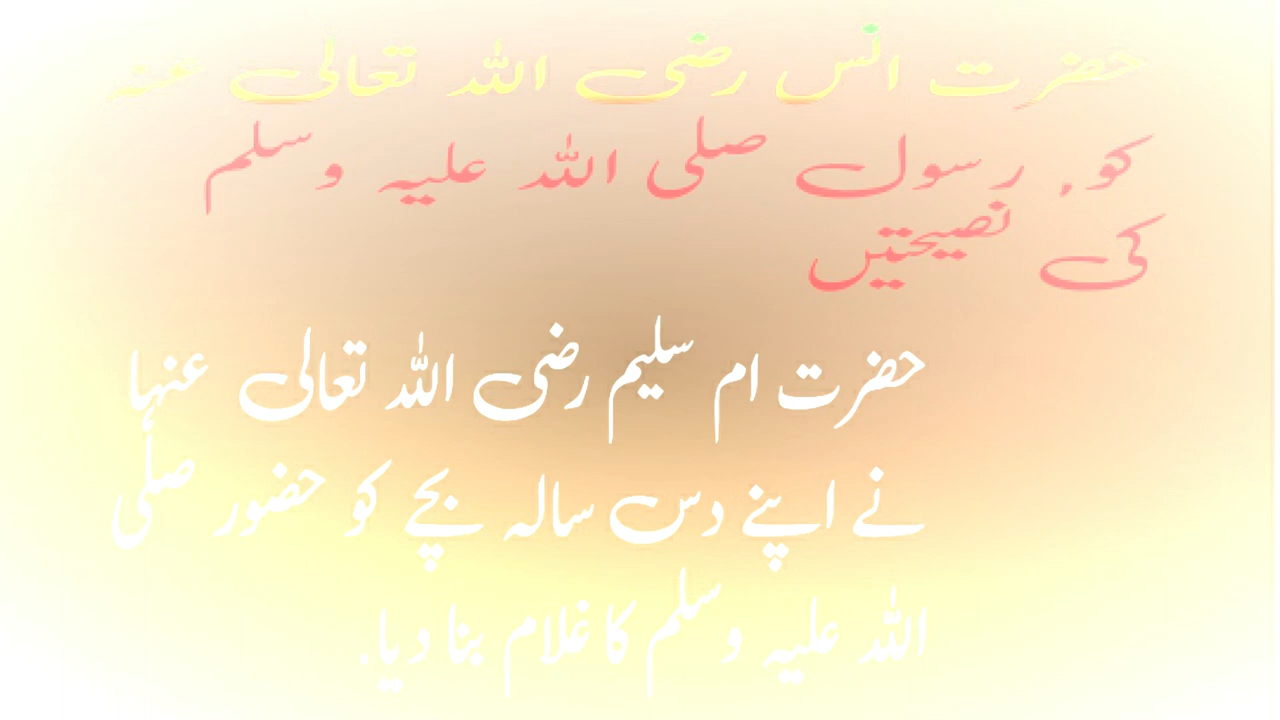 حضرت انس رضی اللہ تعالی عنہ
کو, رسول صلی اللہ علیہ وسلم
کی نصیحتیں
حضرت ام سلیم رضی اللہ تعالی عنہا
نے اپنے دس سالہ بچے کو حضور صلی
اللہ علیہ وسلم کا غلام بنا دیا.